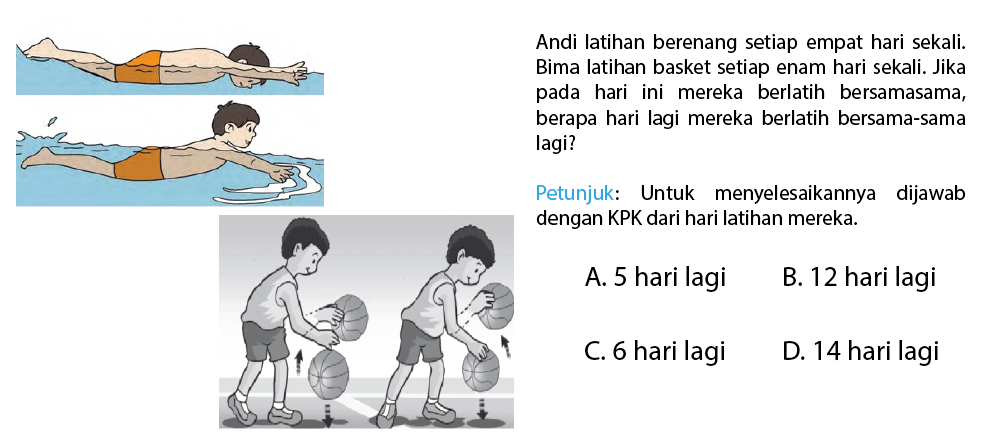 Andi latihan berenang setiap empat hari sekali.
Bima latihan basket setiap enam hari sekali. Jika
pada hari ini mereka berlatih bersamasama,
berapa hari lagi mereka berlatih bersama-sama
lagi?
Petunjuk: Untuk menyelesaikannya dijawab
dengan KPK dari hari latihan mereka.
A. 5 hari lagi B. 12 hari lagi
C. 6 hari lagi D. 14 hari lagi